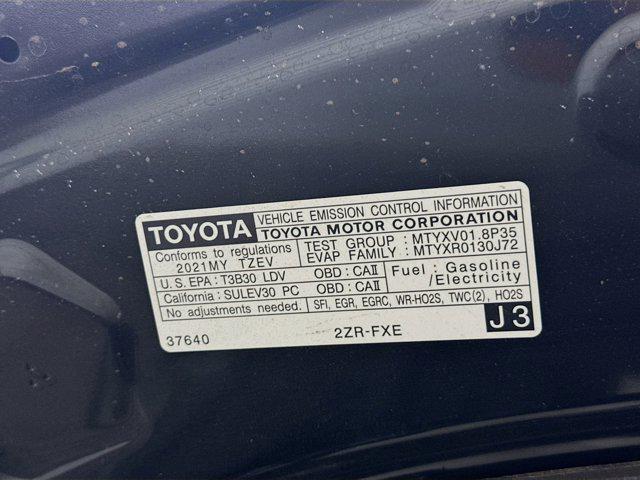 TOYOTA VEHICLE EMISSION CONTROL INFORMATION
TOYOTA MOTOR CORPORATION
Conforms to regulations
2021MY TZEV
TEST GROUP : MTYXV01.8P35
EVAP FAMILY : MTYXR0130J72
U.S. EPA : T3B30 LDV OBD : CAII
California : SULEV30 PC OBD : CAII
Fuel : Gasoline
/Electricity
No adjustments needed. SFI, EGR, EGRC, WR-HO2S, TWC(2), HO2S
37640 2ZR-FXE J3